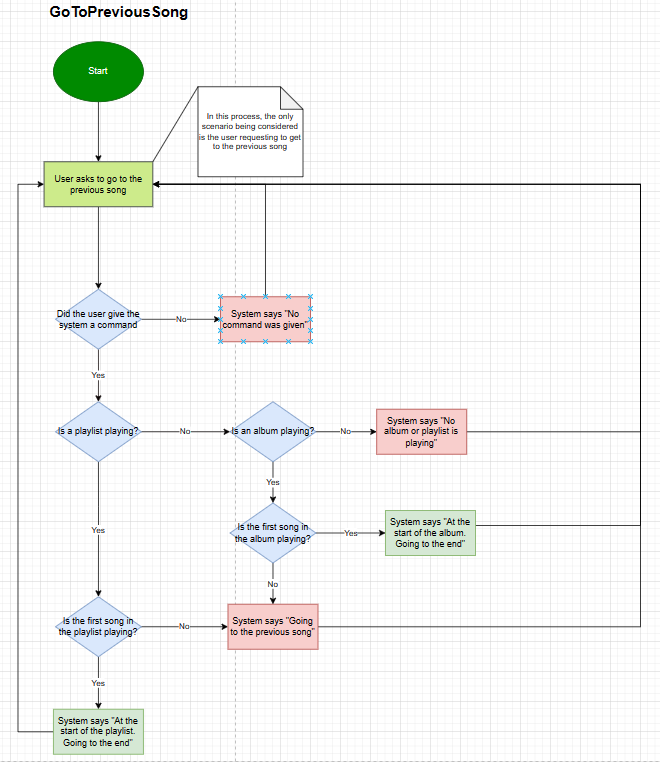 GoToPreviousSong
Start
In this process, the only
scenario being considered
is the user requesting to get
to the previous song
User asks to go to the
previous song
Did the user give the
system a command
No
System says "No
command was given"
Yes
Is a playlist playing?
No
Is an album playing?
No
System says "No
album or playlist is
playing"
Yes
Is the first song in
the album playing?
Yes
System says "At the
start of the album.
Going to the end"
Yes
No
Is the first song in
the playlist playing?
No
System says "Going
to the previous song"
Yes
System says "At the
start of the playlist.
Going to the end"